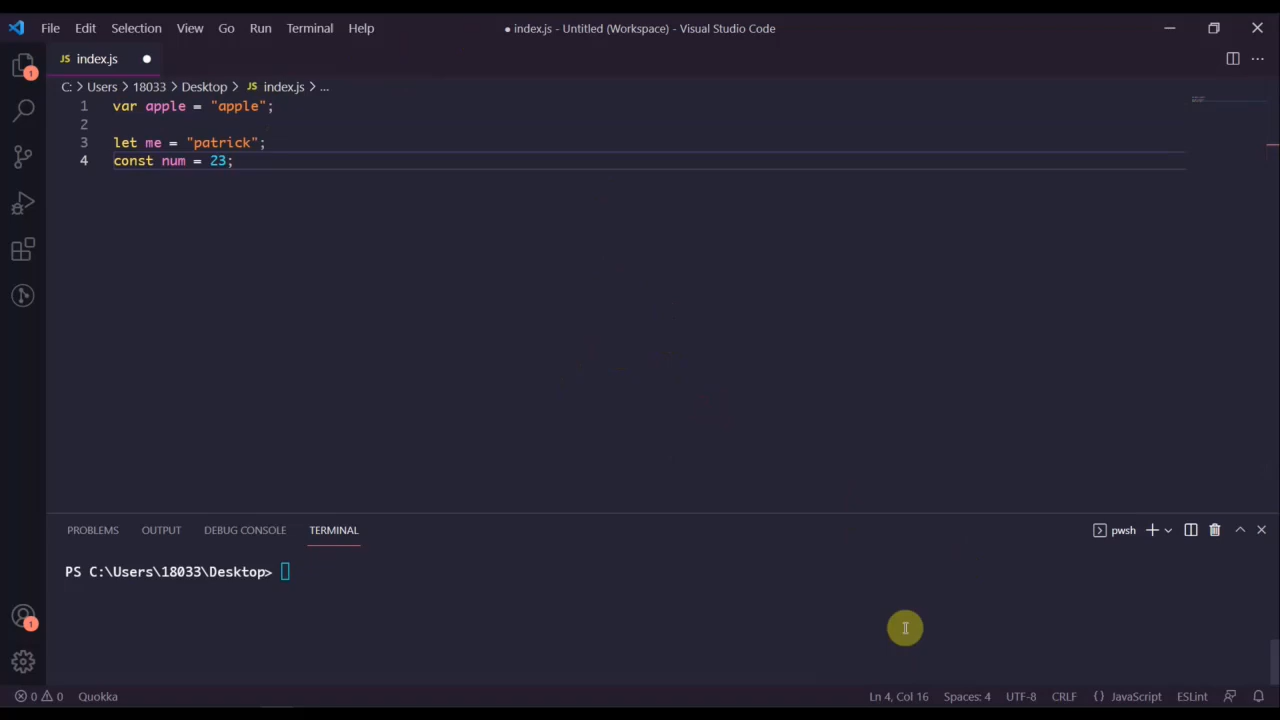 File Edit Selection View Go Run Terminal Help
● index.js - Untitled (Workspace) - Visual Studio Code
JS index.js
C: > Users > 18033 > Desktop > JS index.js > ...
1 var apple = "apple";
2
3 let me = "patrick";
4 const num = 23;
1
PROBLEMS OUTPUT DEBUG CONSOLE TERMINAL
pwsh
PS C:\Users\18033\Desktop>
1
0 0 Quokka
Ln 4, Col 16 Spaces: 4 UTF-8 CRLF {} JavaScript ESLint